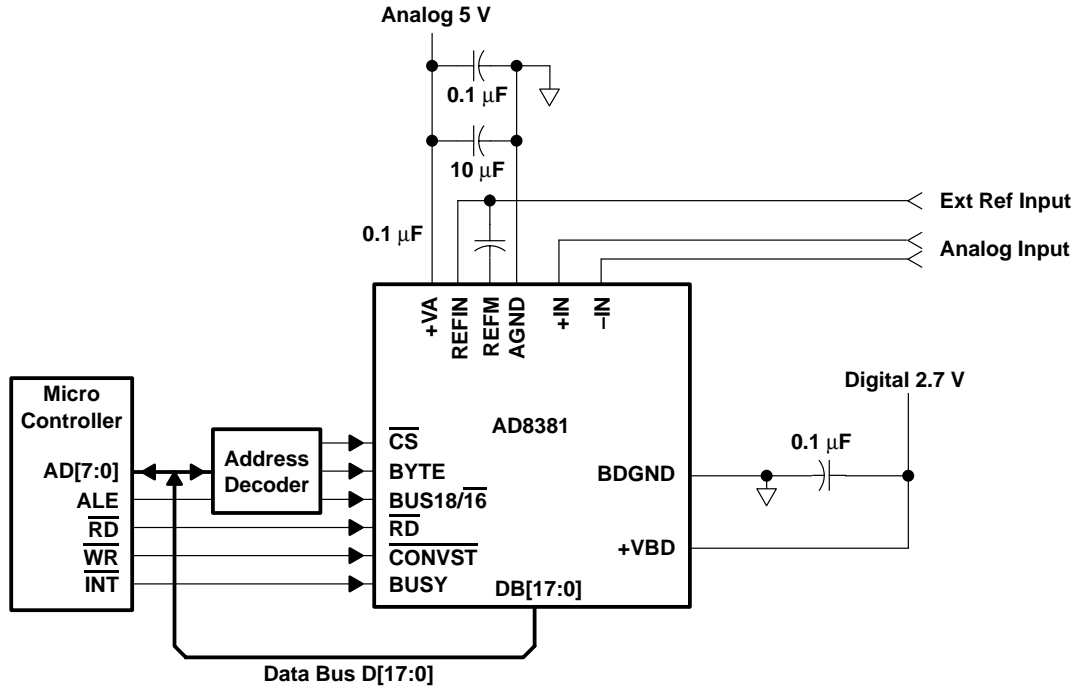 Analog 5 V
0.1 μF
10 μF
Ext Ref Input
0.1 μF
Analog Input
+VA
REFIN
REFM
AGND
+IN
–IN
Micro
Controller
Digital 2.7 V
AD8381
0.1 μF
AD[7:0]
Address
Decoder
CS
BYTE
BDGND
ALE
BUS18/16
RD
RD
WR
CONVST
+VBD
INT
BUSY
DB[17:0]
Data Bus D[17:0]